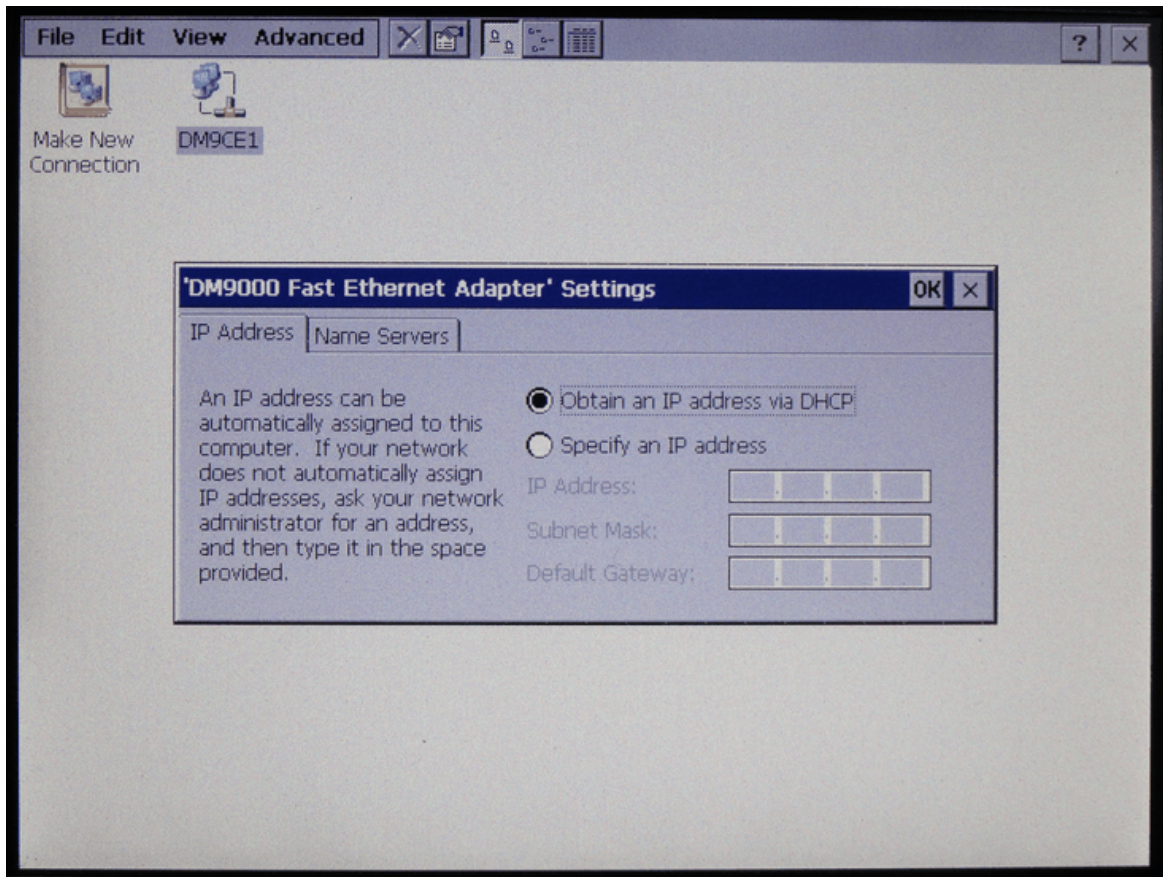 File Edit View Advanced
?
Make New
Connection
DM9CE1
'DM9000 Fast Ethernet Adapter' Settings
OK
IP Address
Name Servers
An IP address can be
automatically assigned to this
computer. If your network
does not automatically assign
IP addresses, ask your network
administrator for an address,
and then type it in the space
provided.
Obtain an IP address via DHCP
Specify an IP address
IP Address:
Subnet Mask:
Default Gateway: